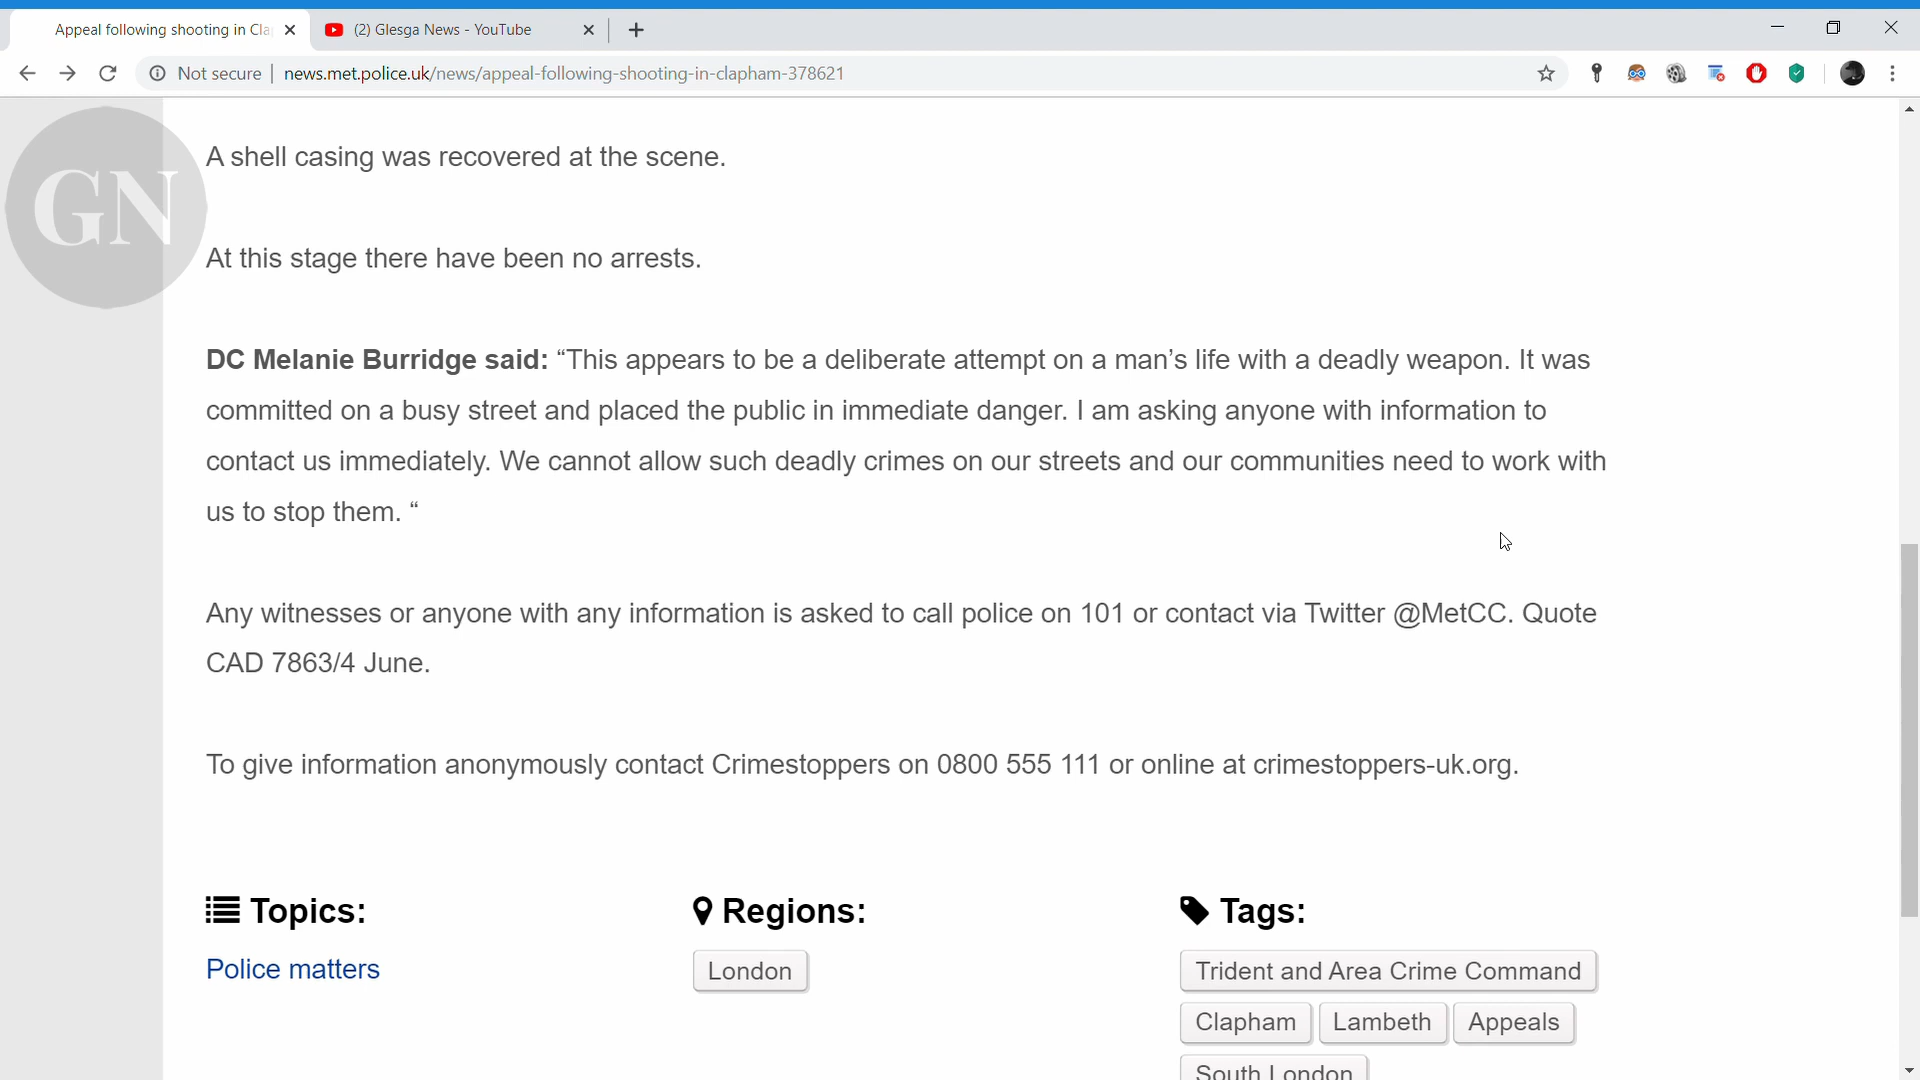 Appeal following shooting in Cla
(2) Glesga News - YouTube
Not secure
news.met.police.uk/news/appeal-following-shooting-in-clapham-378621
GN
A shell casing was recovered at the scene.
At this stage there have been no arrests.
DC Melanie Burridge said: “This appears to be a deliberate attempt on a man’s life with a deadly weapon. It was
committed on a busy street and placed the public in immediate danger. I am asking anyone with information to
contact us immediately. We cannot allow such deadly crimes on our streets and our communities need to work with
us to stop them. “
Any witnesses or anyone with any information is asked to call police on 101 or contact via Twitter @MetCC. Quote
CAD 7863/4 June.
To give information anonymously contact Crimestoppers on 0800 555 111 or online at crimestoppers-uk.org.
Topics:
Police matters
Regions:
London
Tags:
Trident and Area Crime Command
Clapham
Lambeth
Appeals
South London